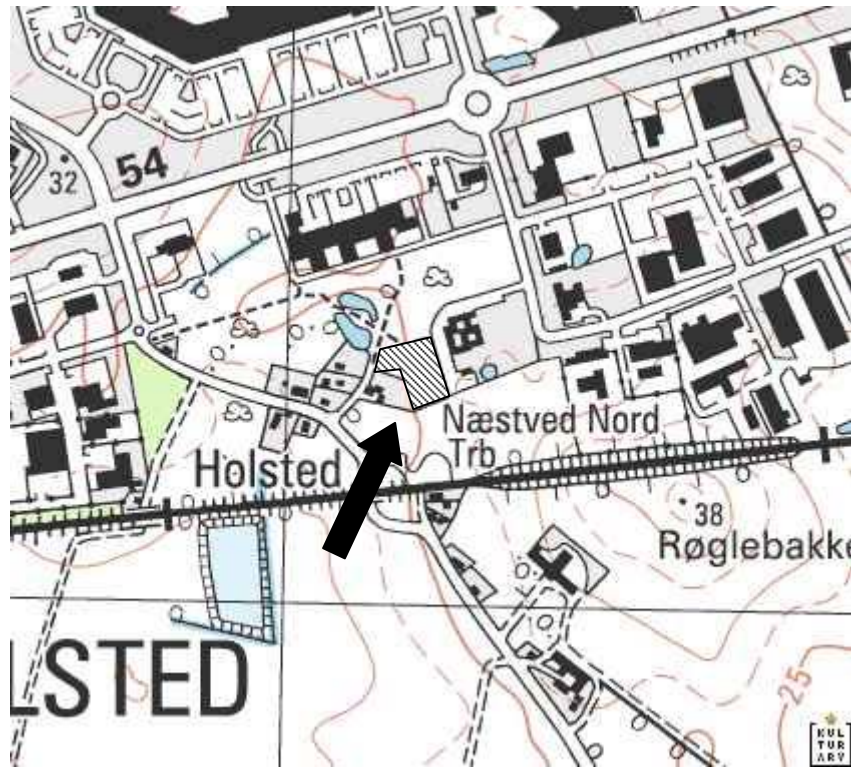 54
32
Næstved Nord
Trb
Holsted
38
Røglebakke
LSTED
25
KUL
TUR
ARV